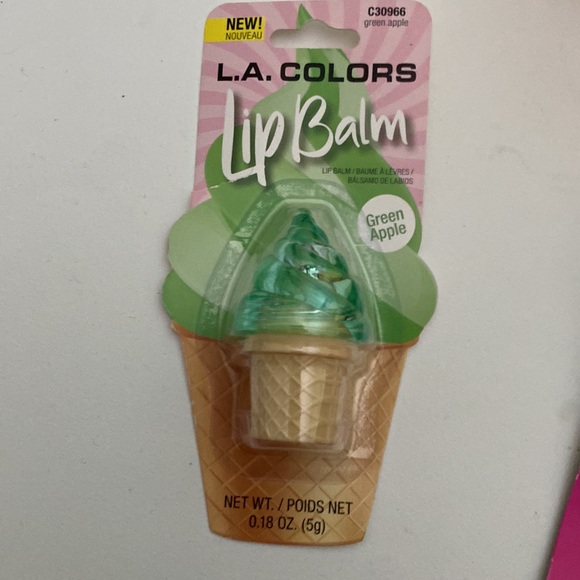 NEW!
NOUVEAU
C30966
green apple
L.A. COLORS
Lip Balm
LIP BALM / BAUME À LÈVRES /
BÁLSAMO DE LABIOS
Green
Apple
NET WT. / POIDS NET
0.18 OZ. (5g)